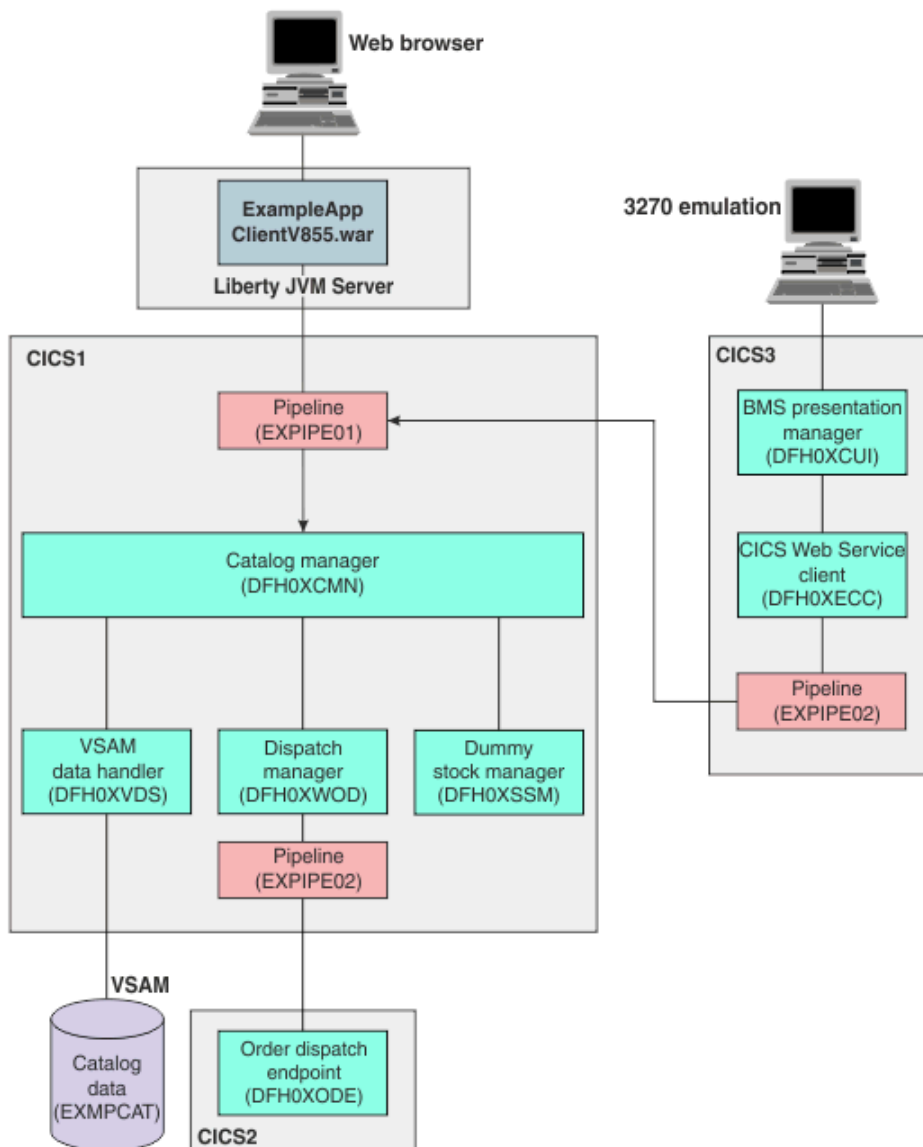 Web browser
ExampleApp
ClientV855.war
Liberty JVM Server
3270 emulation
CICS1
Pipeline
(EXPIPE01)
Catalog manager
(DFH0XCMN)
VSAM
data handler
(DFH0XVDS)
Dispatch
manager
(DFH0XWOD)
Dummy
stock manager
(DFH0XSSM)
Pipeline
(EXPIPE02)
CICS3
BMS presentation
manager
(DFH0XCUI)
CICS Web Service
client
(DFH0XECC)
Pipeline
(EXPIPE02)
VSAM
Catalog
data
(EXMPCAT)
Order dispatch
endpoint
(DFH0XODE)
CICS2